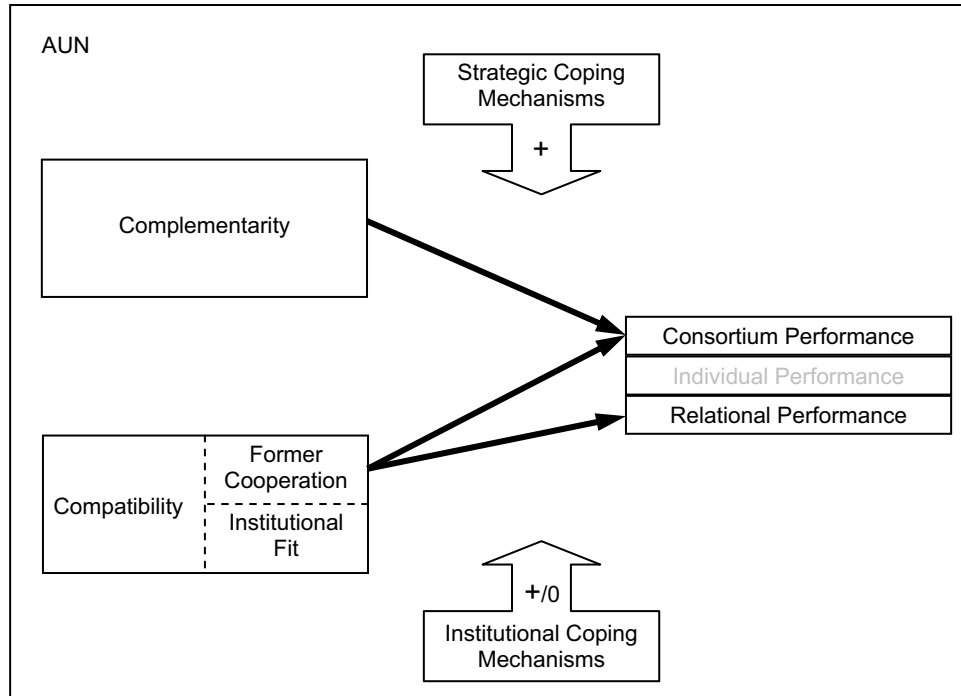 AUN
Strategic Coping
Mechanisms
+
Complementarity
Consortium Performance
Individual Performance
Relational Performance
Compatibility
Former
Cooperation
Institutional
Fit
+/0
Institutional Coping
Mechanisms